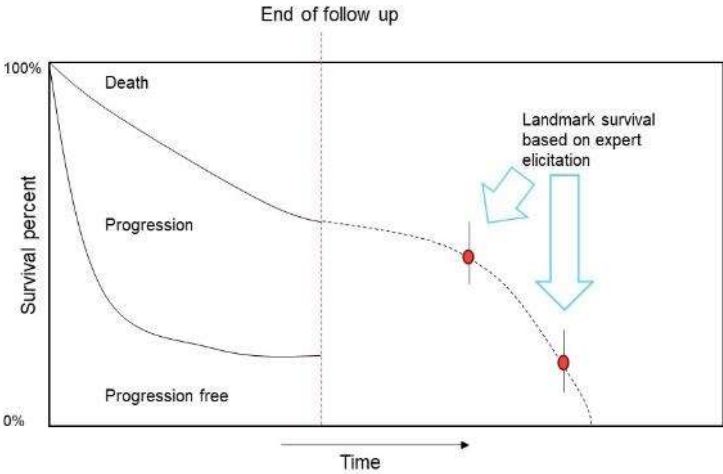 End of follow up
100%
Death
Landmark survival
based on expert
elicitation
Survival percent
Progression
Progression free
0%
Time